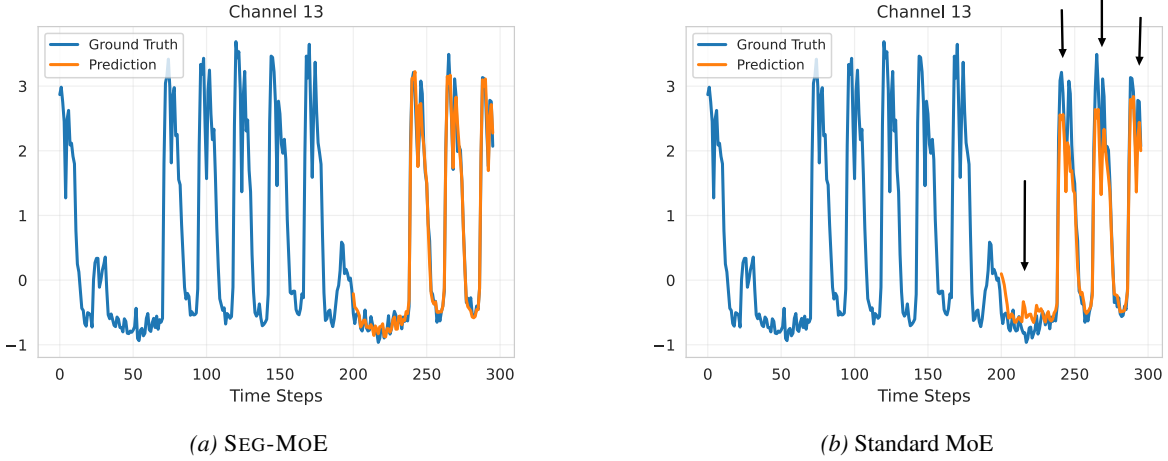 Channel 13
Ground Truth
Prediction
3
2
1
0
−1
0 50 100 150 200 250 300
Time Steps
(a) SEG-MOE
Channel 13
Ground Truth
Prediction
3
2
1
0
−1
0 50 100 150 200 250 300
Time Steps
(b) Standard MoE